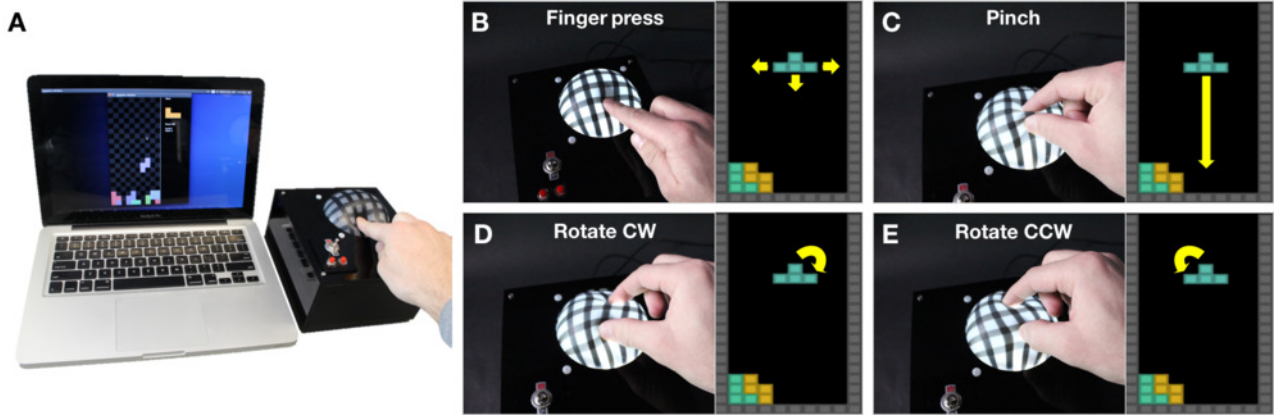 A
B
Finger press
C
Pinch
D
Rotate CW
E
Rotate CCW